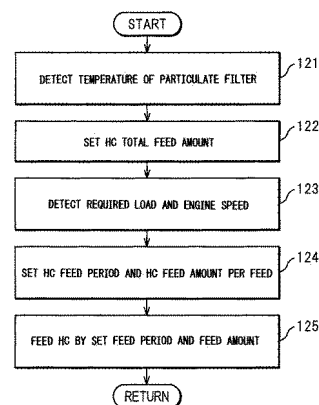 START
DETECT TEMPERATURE OF PARTICULATE FILTER
121
SET HC TOTAL FEED AMOUNT
122
DETECT REQUIRED LOAD AND ENGINE SPEED
123
SET HC FEED PERIOD AND HC FEED AMOUNT PER FEED
124
FEED HC BY SET FEED PERIOD AND FEED AMOUNT
125
RETURN